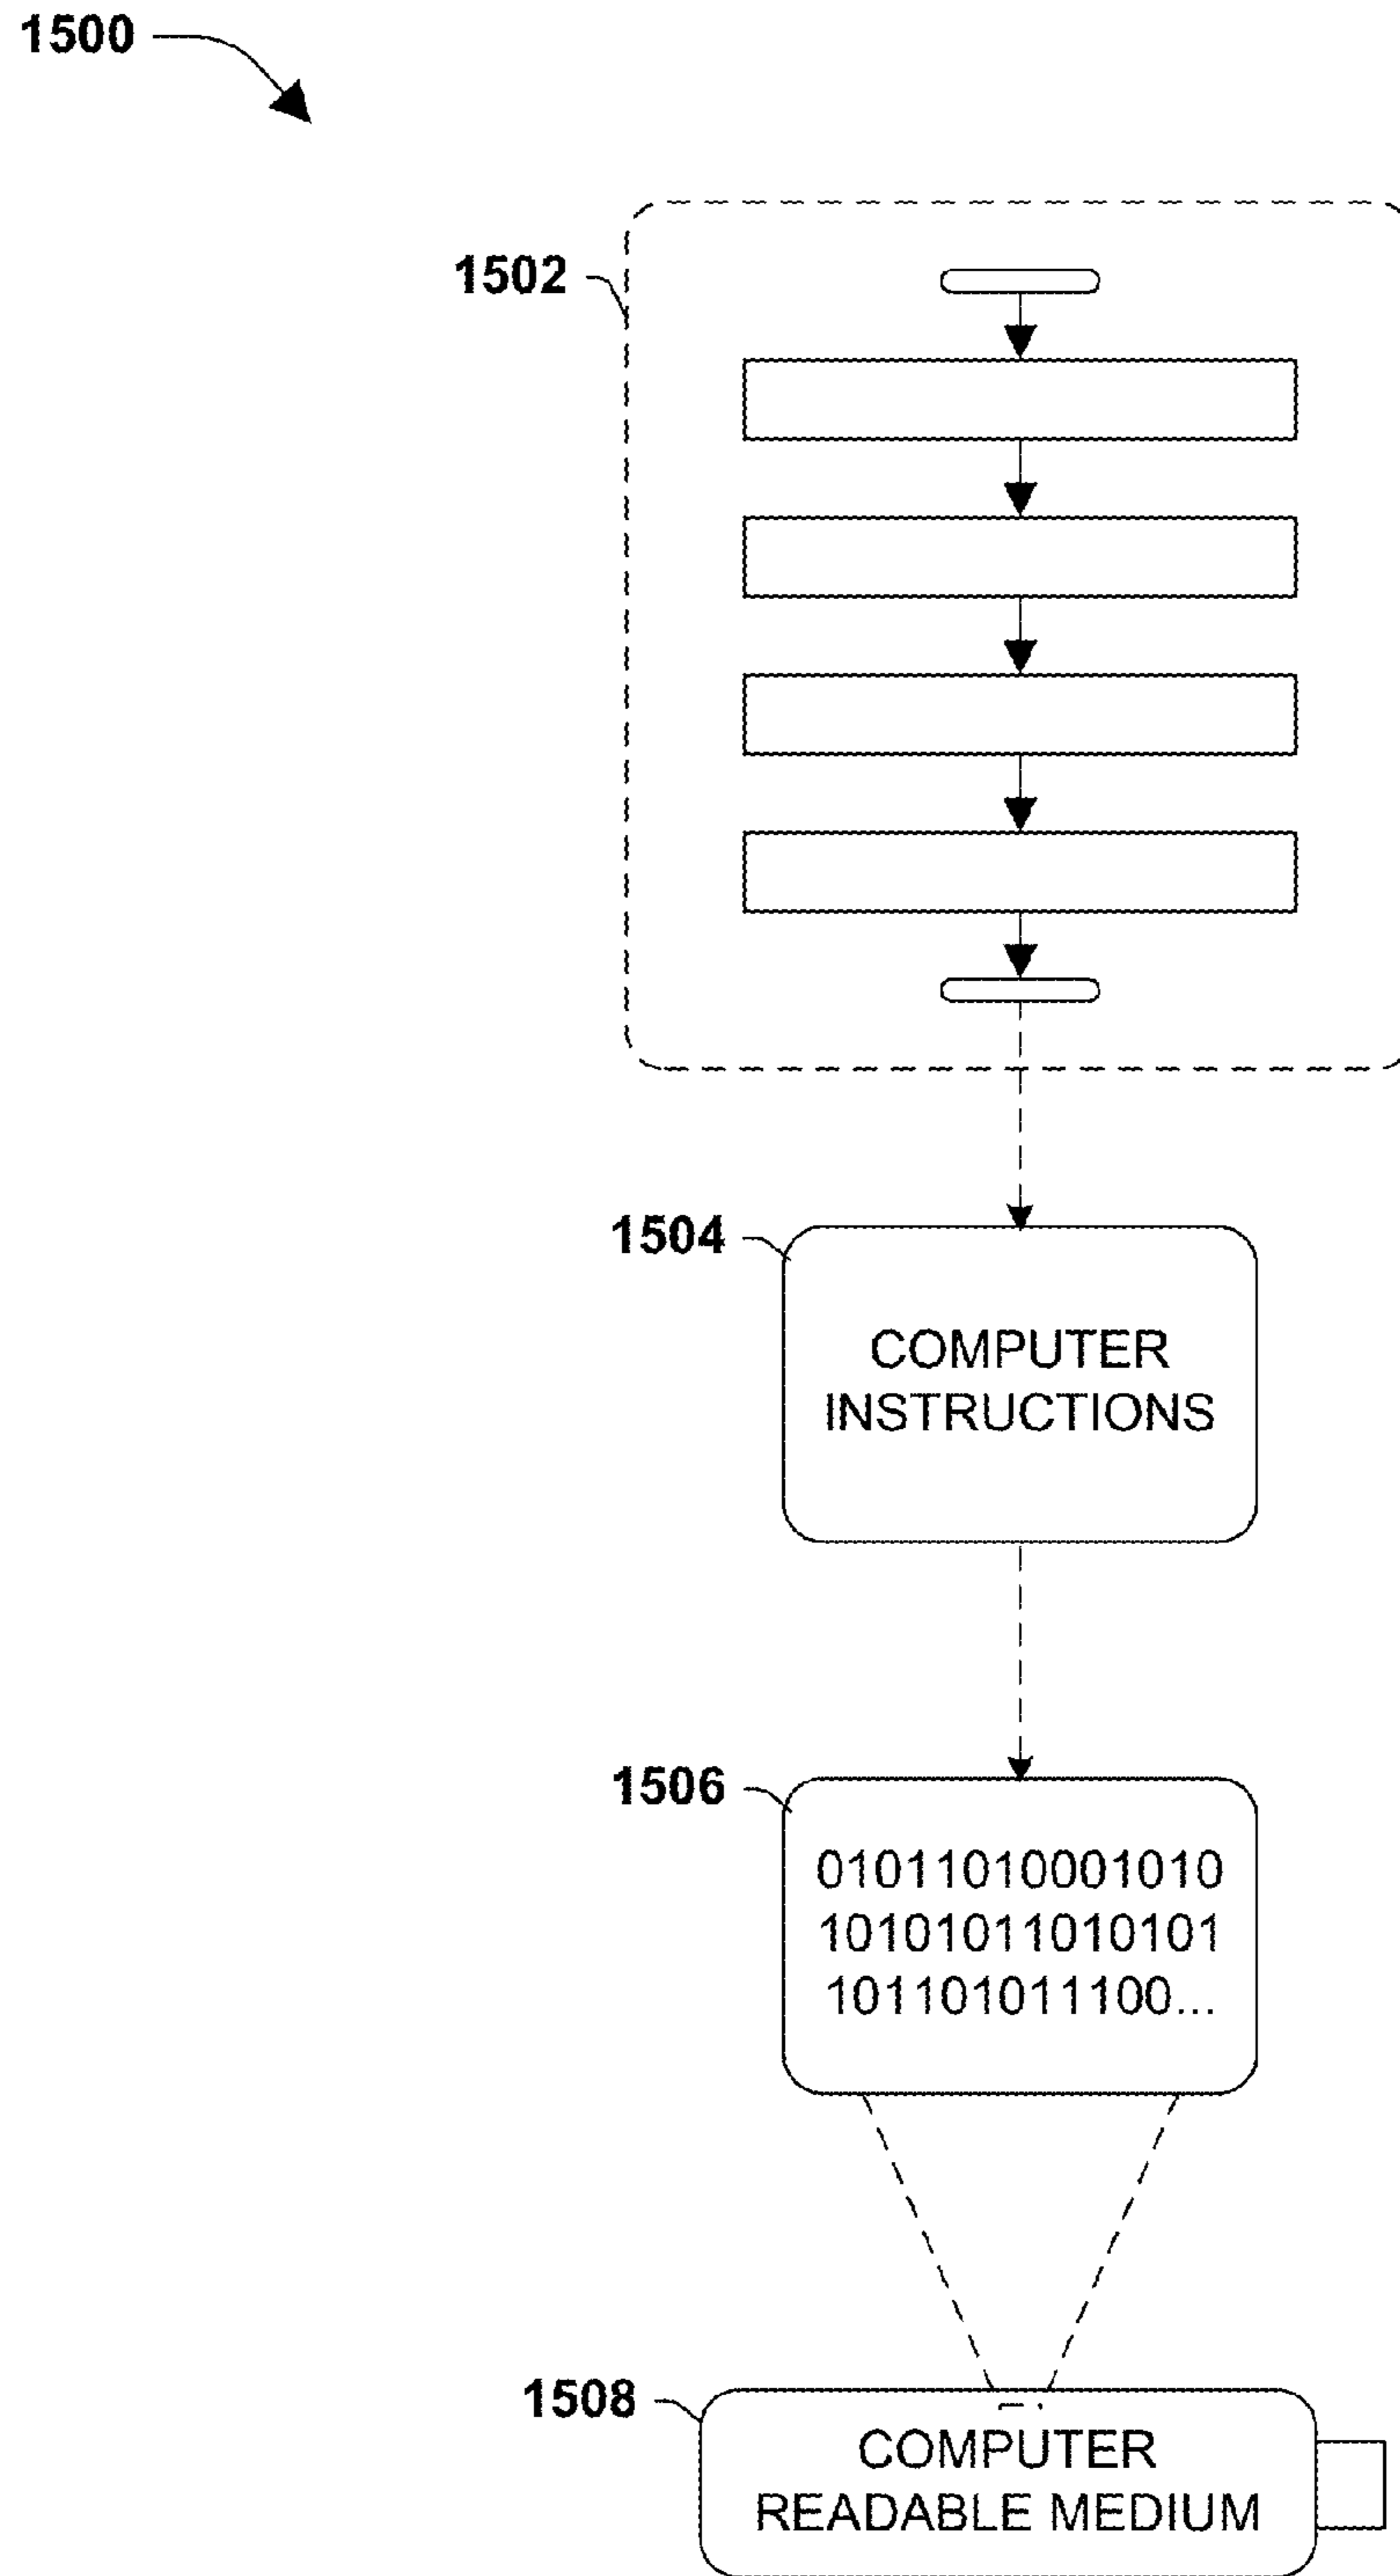 1500
1502
1504
COMPUTER
INSTRUCTIONS
1506
01011010001010
10101011010101
101101011100...
1508
COMPUTER
READABLE MEDIUM